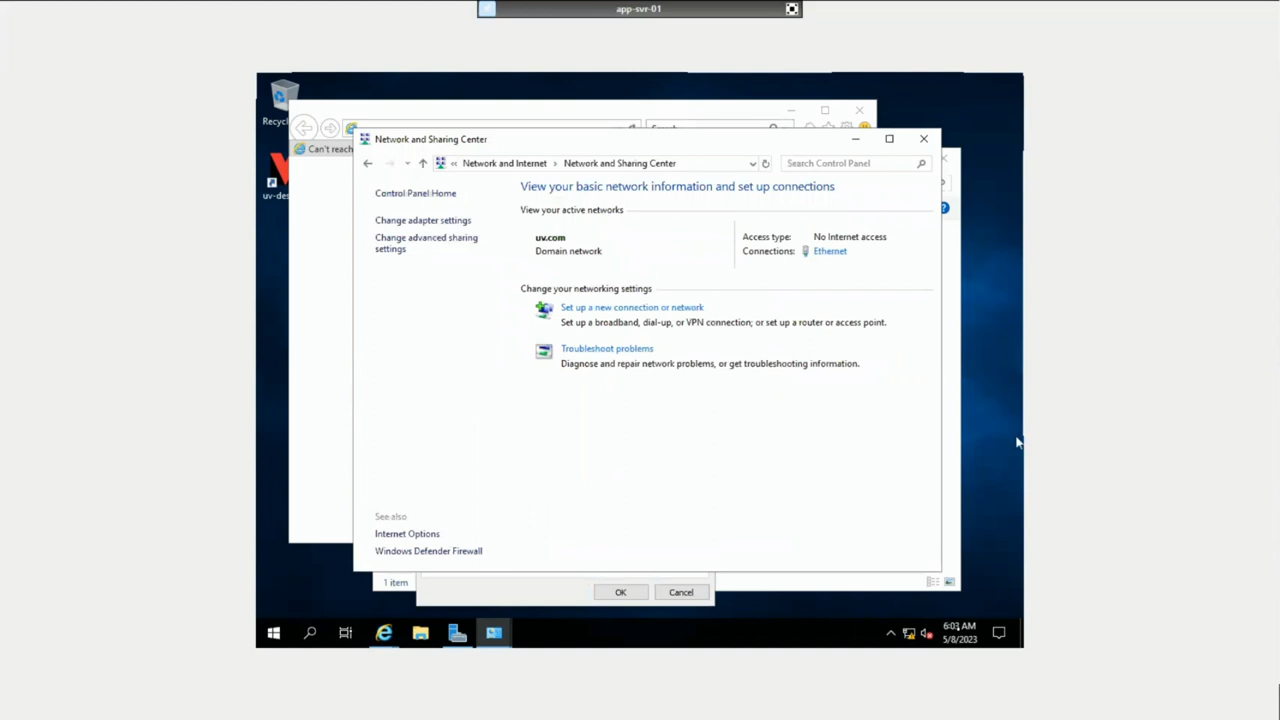 app-svr-01
Recycl
Can't reach
uv-des
Network and Sharing Center
« Network and Internet > Network and Sharing Center
Search Control Panel
Control Panel Home
Change adapter settings
Change advanced sharing
settings
View your basic network information and set up connections
View your active networks
uv.com
Domain network
Access type: No Internet access
Connections: Ethernet
Change your networking settings
Set up a new connection or network
Set up a broadband, dial-up, or VPN connection; or set up a router or access point.
Troubleshoot problems
Diagnose and repair network problems, or get troubleshooting information.
See also
Internet Options
Windows Defender Firewall
1 item
OK
Cancel
6:03 AM
5/8/2023